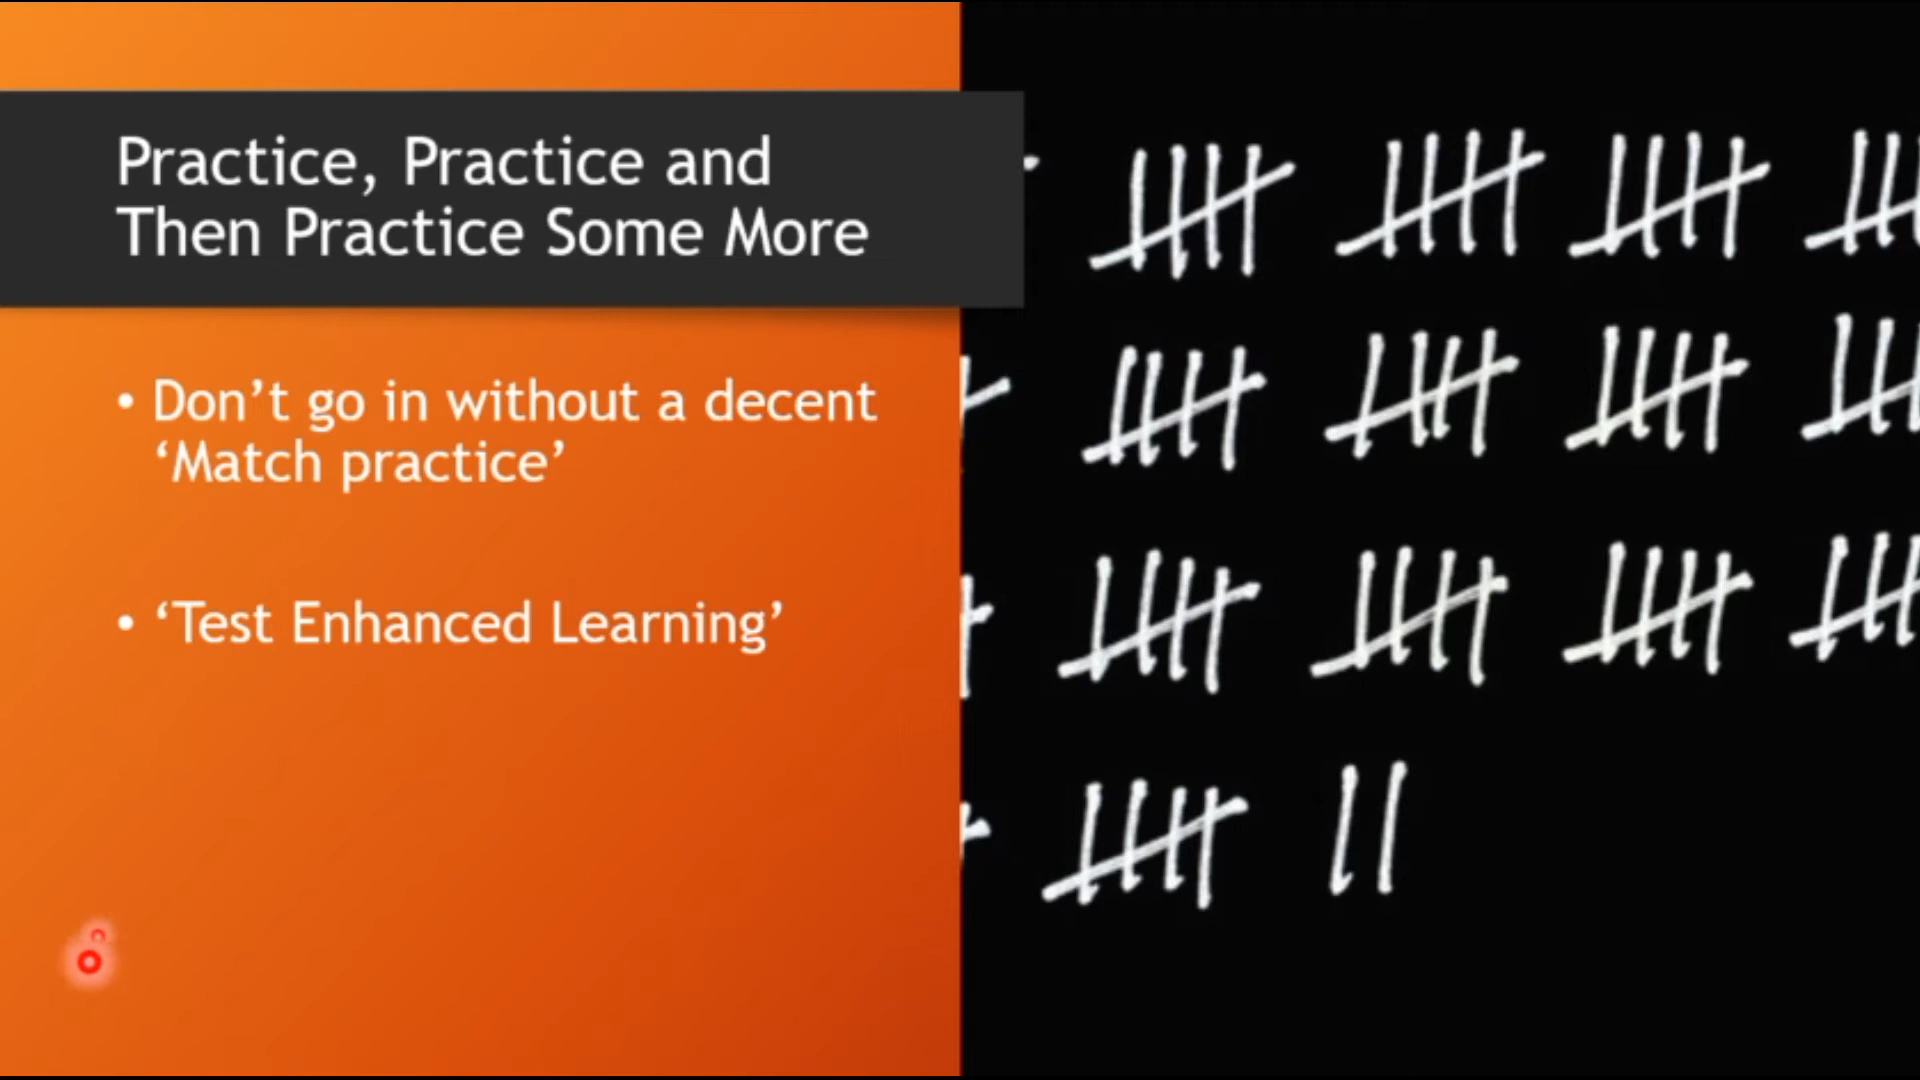 Practice, Practice and
Then Practice Some More
• Don’t go in without a decent
‘Match practice’
• ‘Test Enhanced Learning’